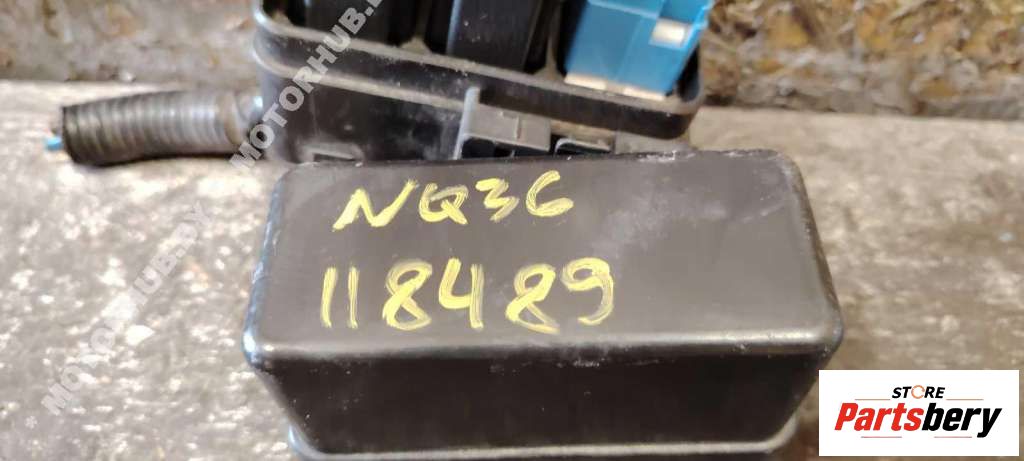 MOTORHUB.BY
NQ36
118489
MOTORHUB.BY
STORE
Partsbery